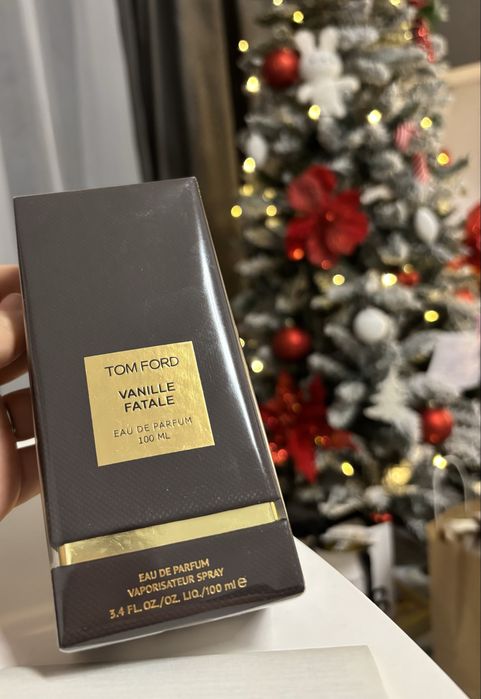 TOM FORD
VANILLE
FATALE
EAU DE PARFUM
100 ML
EAU DE PARFUM
VAPORISATEUR SPRAY
3.4 FL. OZ./OZ. LIQ./100 ml ℮